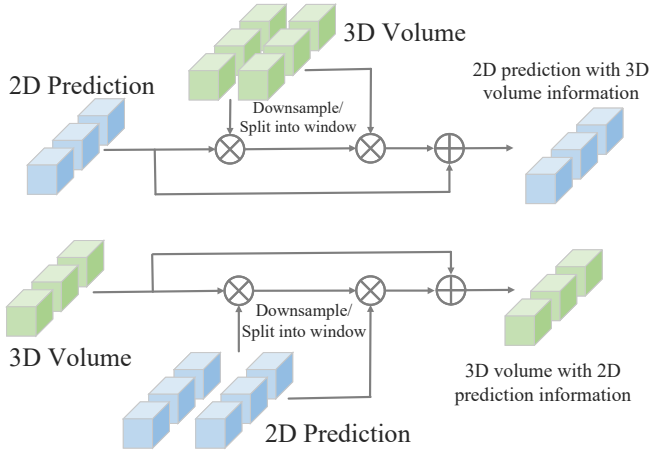 3D Volume
2D Prediction
2D prediction with 3D
volume information
Downsample/
Split into window
Downsample/
Split into window
3D Volume
3D volume with 2D
prediction information
2D Prediction